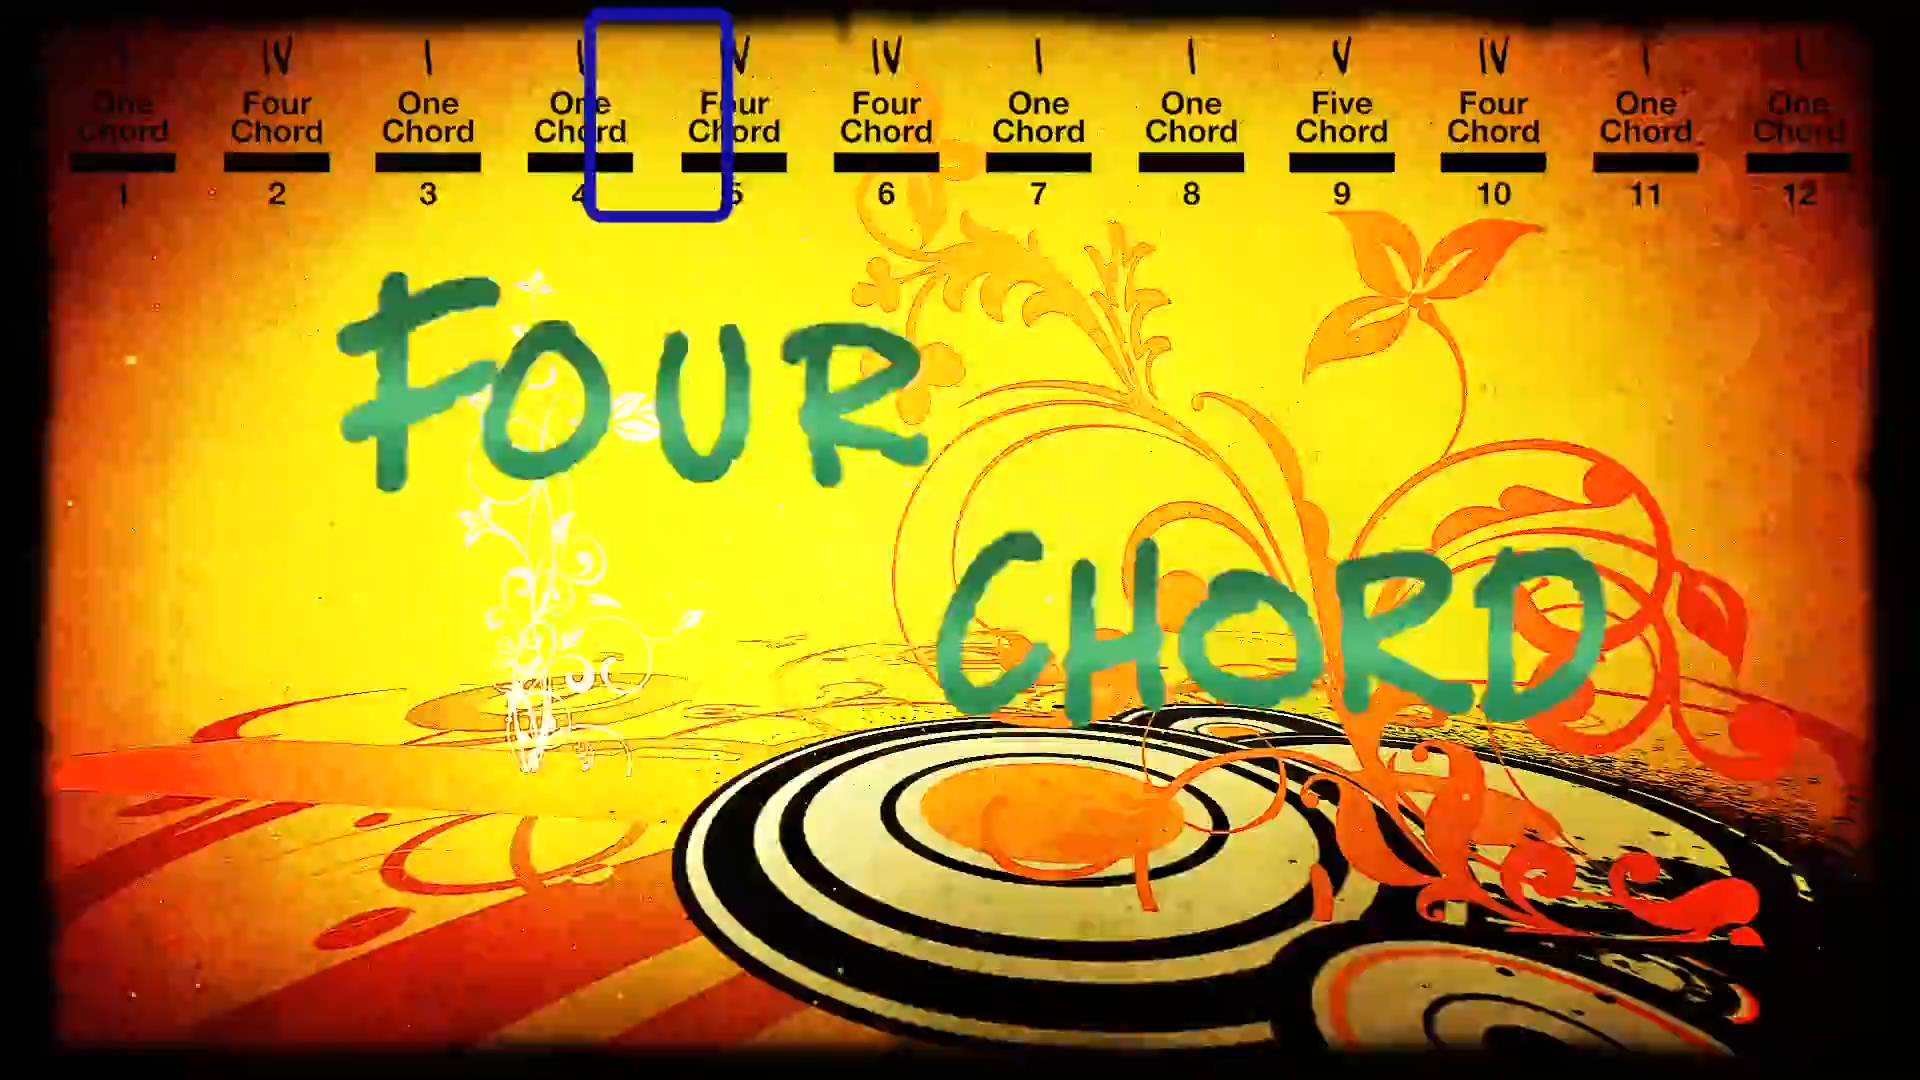 I IV I I IV IV I I V IV I I
One Four One One Four Four One One Five Four One One
Chord Chord Chord Chord Chord Chord Chord Chord Chord Chord Chord Chord
1 2 3 4 5 6 7 8 9 10 11 12
FOUR
CHORD